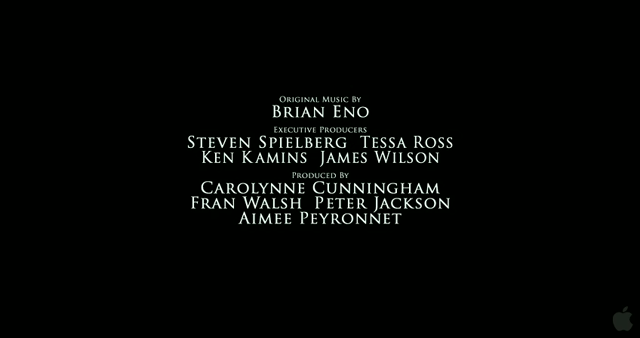 Original Music By
Brian Eno
Executive Producers
Steven Spielberg Tessa Ross
Ken Kamins James Wilson
Produced By
Carolynne Cunningham
Fran Walsh Peter Jackson
Aimee Peyronnet